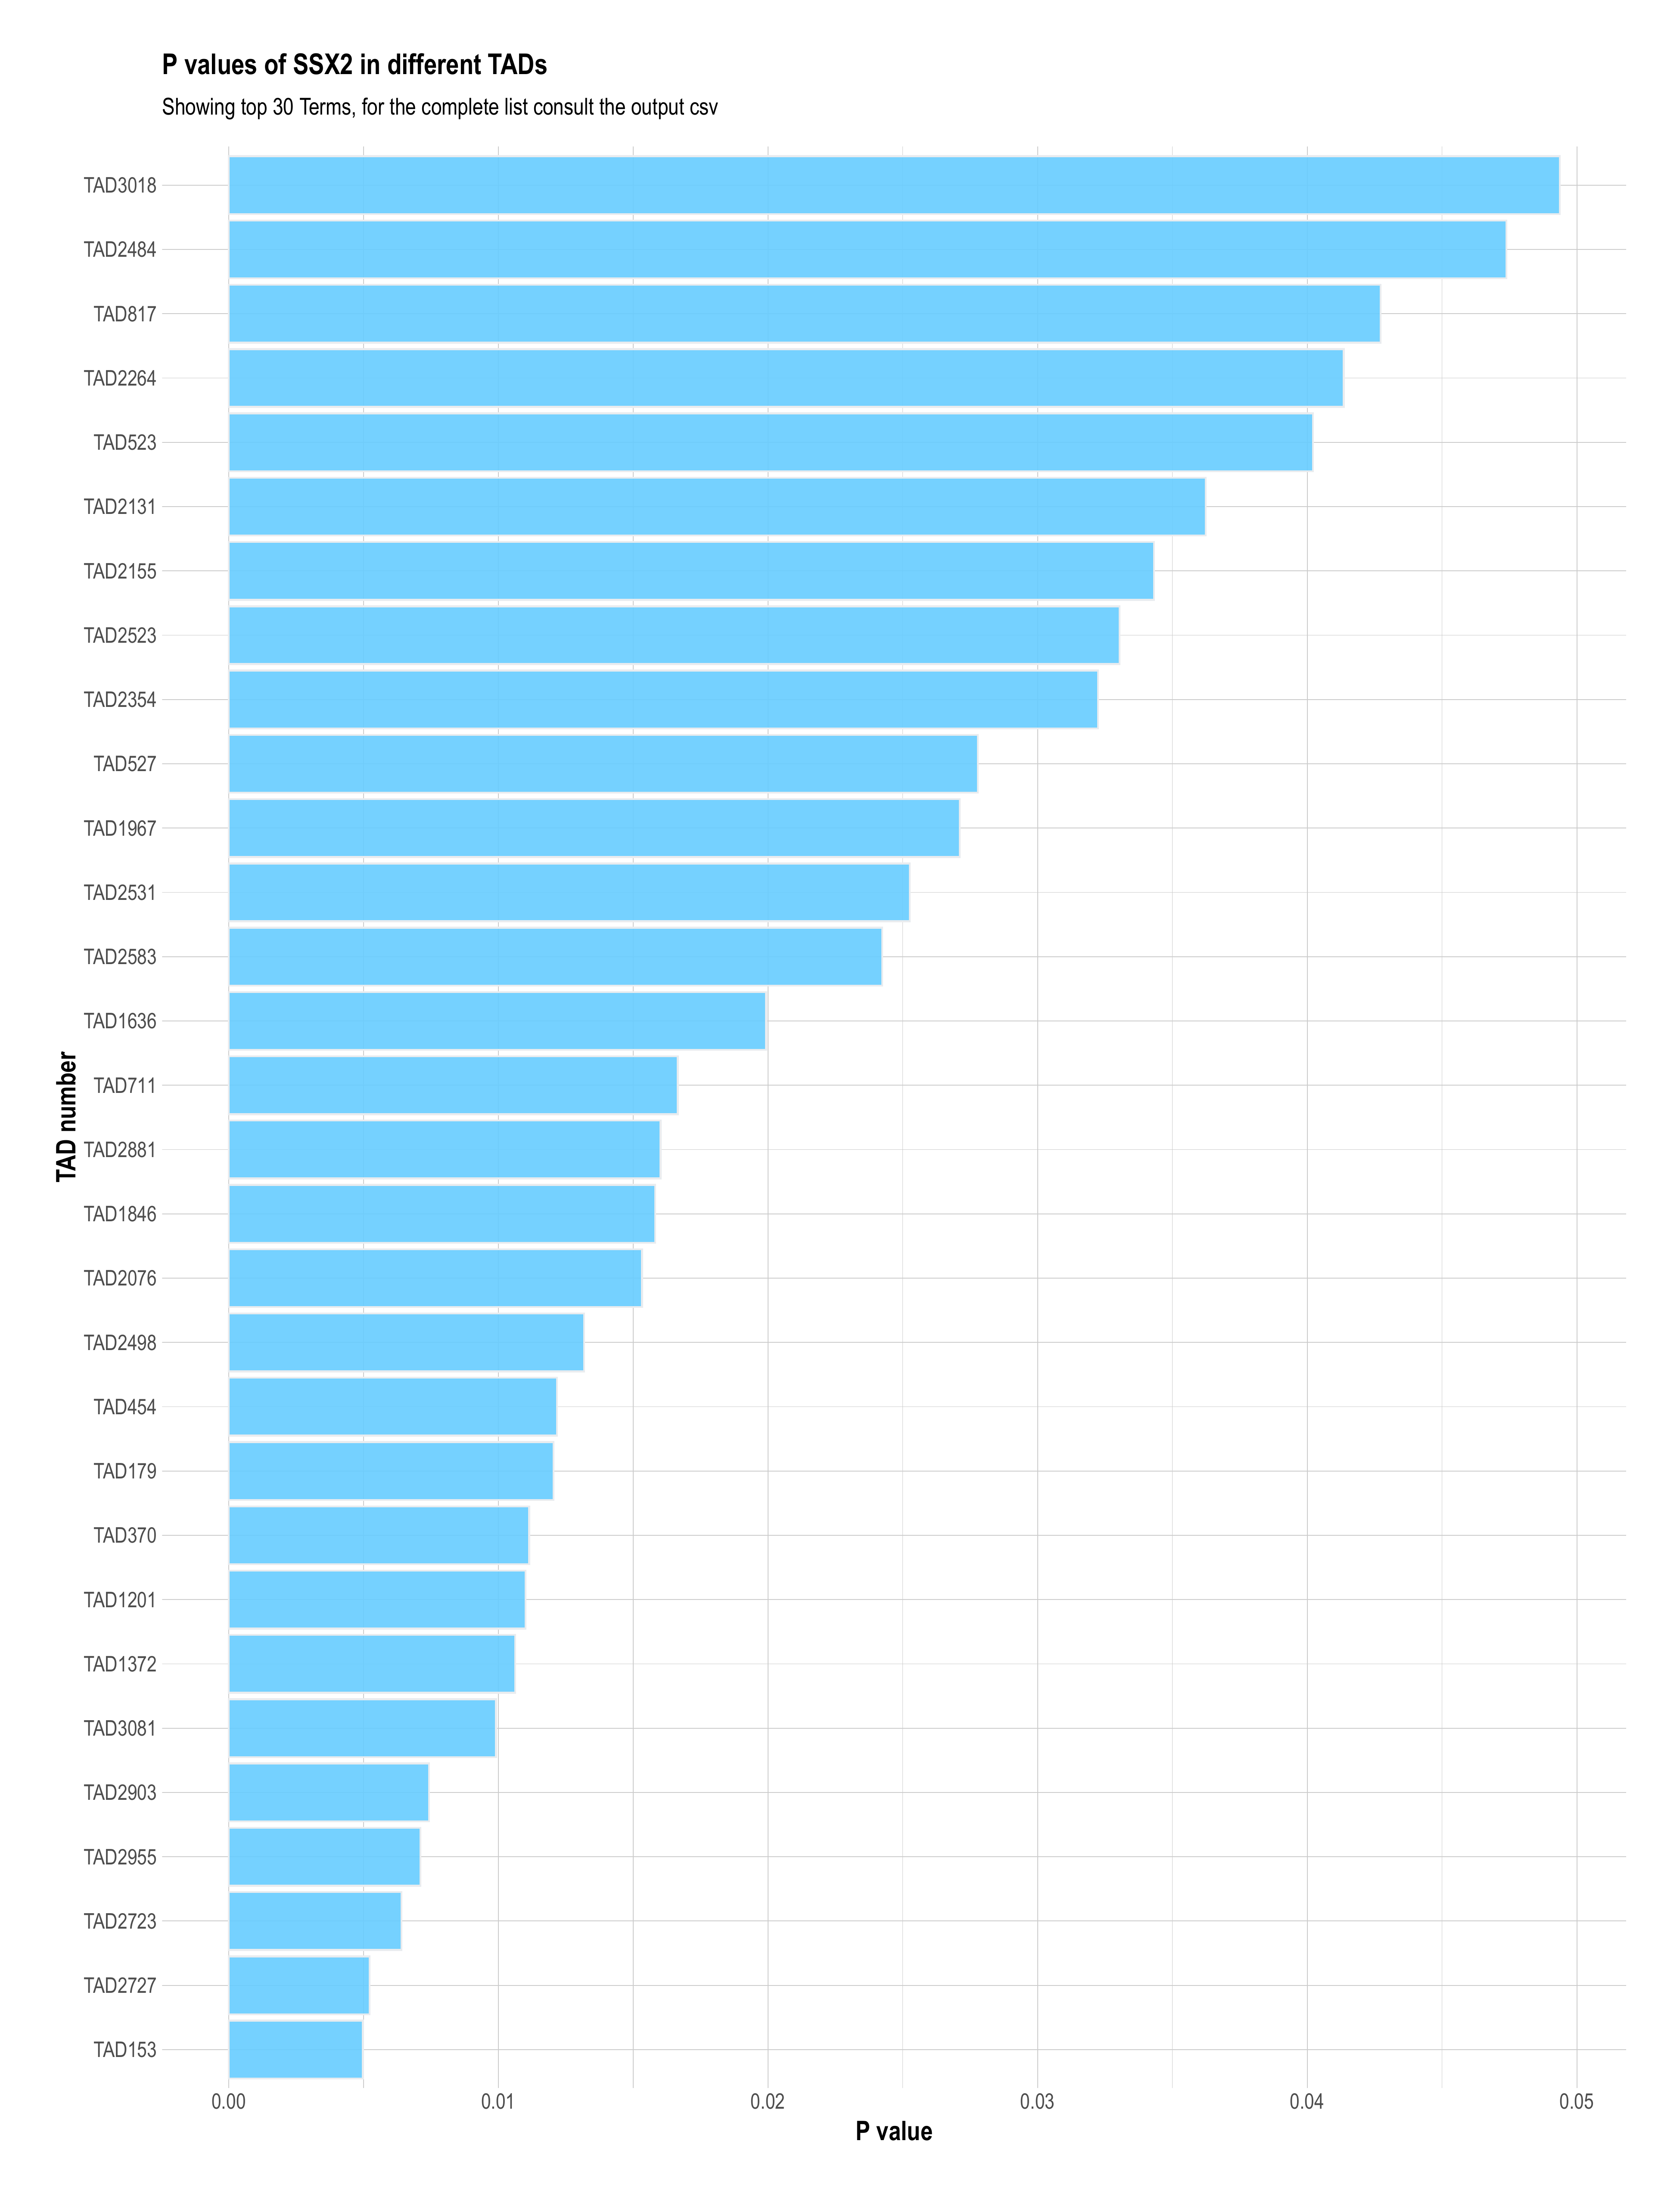 P values of SSX2 in different TADs
Showing top 30 Terms, for the complete list consult the output csv
TAD number
TAD3018
TAD2484
TAD817
TAD2264
TAD523
TAD2131
TAD2155
TAD2523
TAD2354
TAD527
TAD1967
TAD2531
TAD2583
TAD1636
TAD711
TAD2881
TAD1846
TAD2076
TAD2498
TAD454
TAD179
TAD370
TAD1201
TAD1372
TAD3081
TAD2903
TAD2955
TAD2723
TAD2727
TAD153
0.00 0.01 0.02 0.03 0.04 0.05
P value